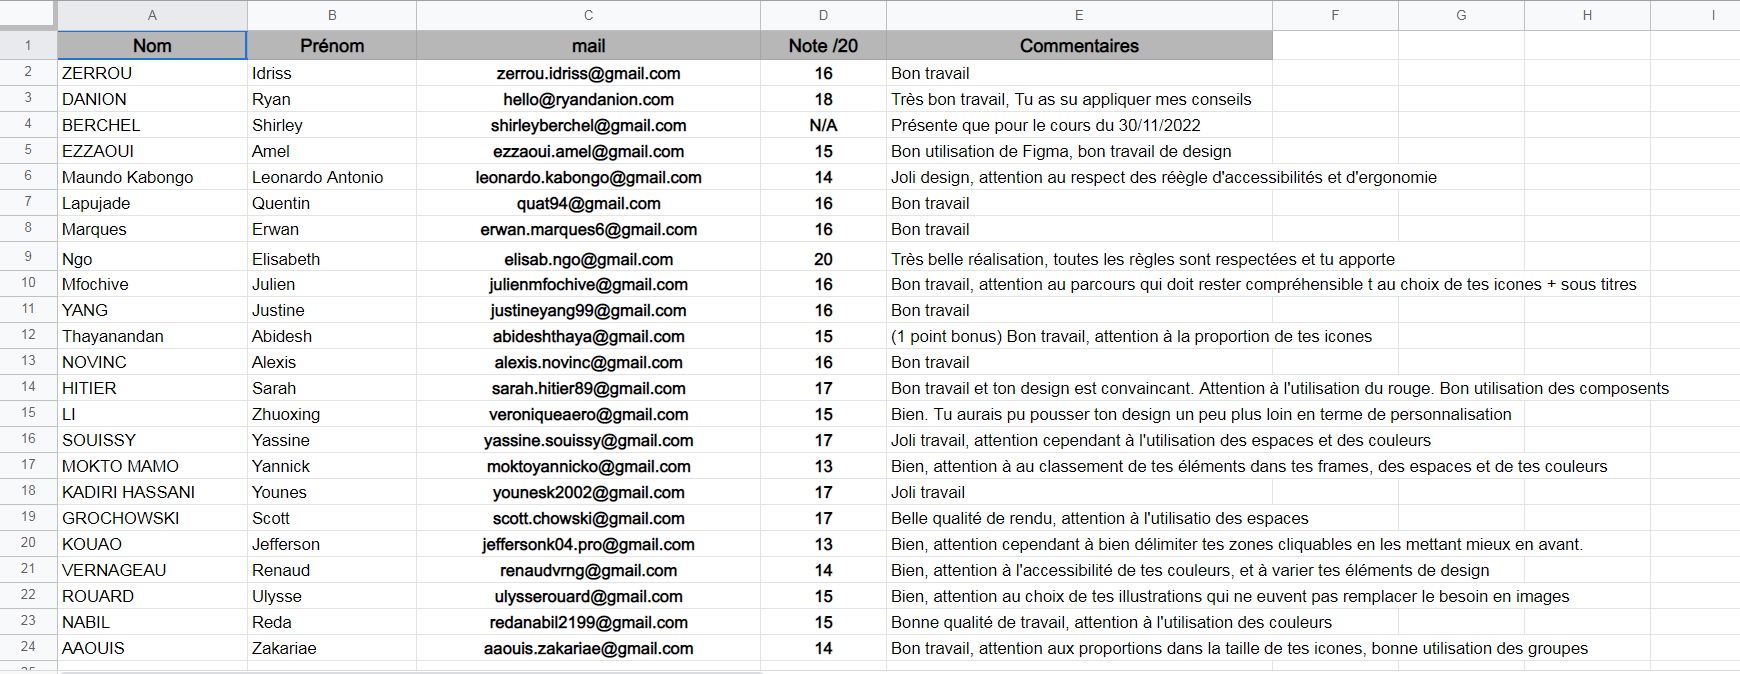 A B C D E F G H I
1 Nom Prénom mail Note /20 Commentaires
2 ZERROU Idriss zerrou.idriss@gmail.com 16 Bon travail
3 DANION Ryan hello@ryandanion.com 18 Très bon travail, Tu as su appliquer mes conseils
4 BERCHEL Shirley shirleyberchel@gmail.com N/A Présente que pour le cours du 30/11/2022
5 EZZAOUI Amel ezzaoui.amel@gmail.com 15 Bon utilisation de Figma, bon travail de design
6 Maundo Kabongo Leonardo Antonio leonardo.kabongo@gmail.com 14 Joli design, attention au respect des réègle d'accessibilités et d'ergonomie
7 Lapujade Quentin quat94@gmail.com 16 Bon travail
8 Marques Erwan erwan.marques6@gmail.com 16 Bon travail
9 Ngo Elisabeth elisab.ngo@gmail.com 20 Très belle réalisation, toutes les règles sont respectées et tu apporte
10 Mfochive Julien julienmfochive@gmail.com 16 Bon travail, attention au parcours qui doit rester compréhensible t au choix de tes icones + sous titres
11 YANG Justine justineyang99@gmail.com 16 Bon travail
12 Thayanandan Abidesh abideshthaya@gmail.com 15 (1 point bonus) Bon travail, attention à la proportion de tes icones
13 NOVINC Alexis alexis.novinc@gmail.com 16 Bon travail
14 HITIER Sarah sarah.hitier89@gmail.com 17 Bon travail et ton design est convaincant. Attention à l'utilisation du rouge. Bon utilisation des composents
15 LI Zhuoxing veroniqueaero@gmail.com 15 Bien. Tu aurais pu pousser ton design un peu plus loin en terme de personnalisation
16 SOUISSY Yassine yassine.souissy@gmail.com 17 Joli travail, attention cependant à l'utilisation des espaces et des couleurs
17 MOKTO MAMO Yannick moktoyannicko@gmail.com 13 Bien, attention à au classement de tes éléments dans tes frames, des espaces et de tes couleurs
18 KADIRI HASSANI Younes younesk2002@gmail.com 17 Joli travail
19 GROCHOWSKI Scott scott.chowski@gmail.com 17 Belle qualité de rendu, attention à l'utilisatio des espaces
20 KOUAO Jefferson jeffersonk04.pro@gmail.com 13 Bien, attention cependant à bien délimiter tes zones cliquables en les mettant mieux en avant.
21 VERNAGEAU Renaud renaudvrng@gmail.com 14 Bien, attention à l'accessibilité de tes couleurs, et à varier tes éléments de design
22 ROUARD Ulysse ulysserouard@gmail.com 15 Bien, attention au choix de tes illustrations qui ne euvent pas remplacer le besoin en images
23 NABIL Reda redanabil2199@gmail.com 15 Bonne qualité de travail, attention à l'utilisation des couleurs
24 AAOUIS Zakariae aaouis.zakariae@gmail.com 14 Bon travail, attention aux proportions dans la taille de tes icones, bonne utilisation des groupes